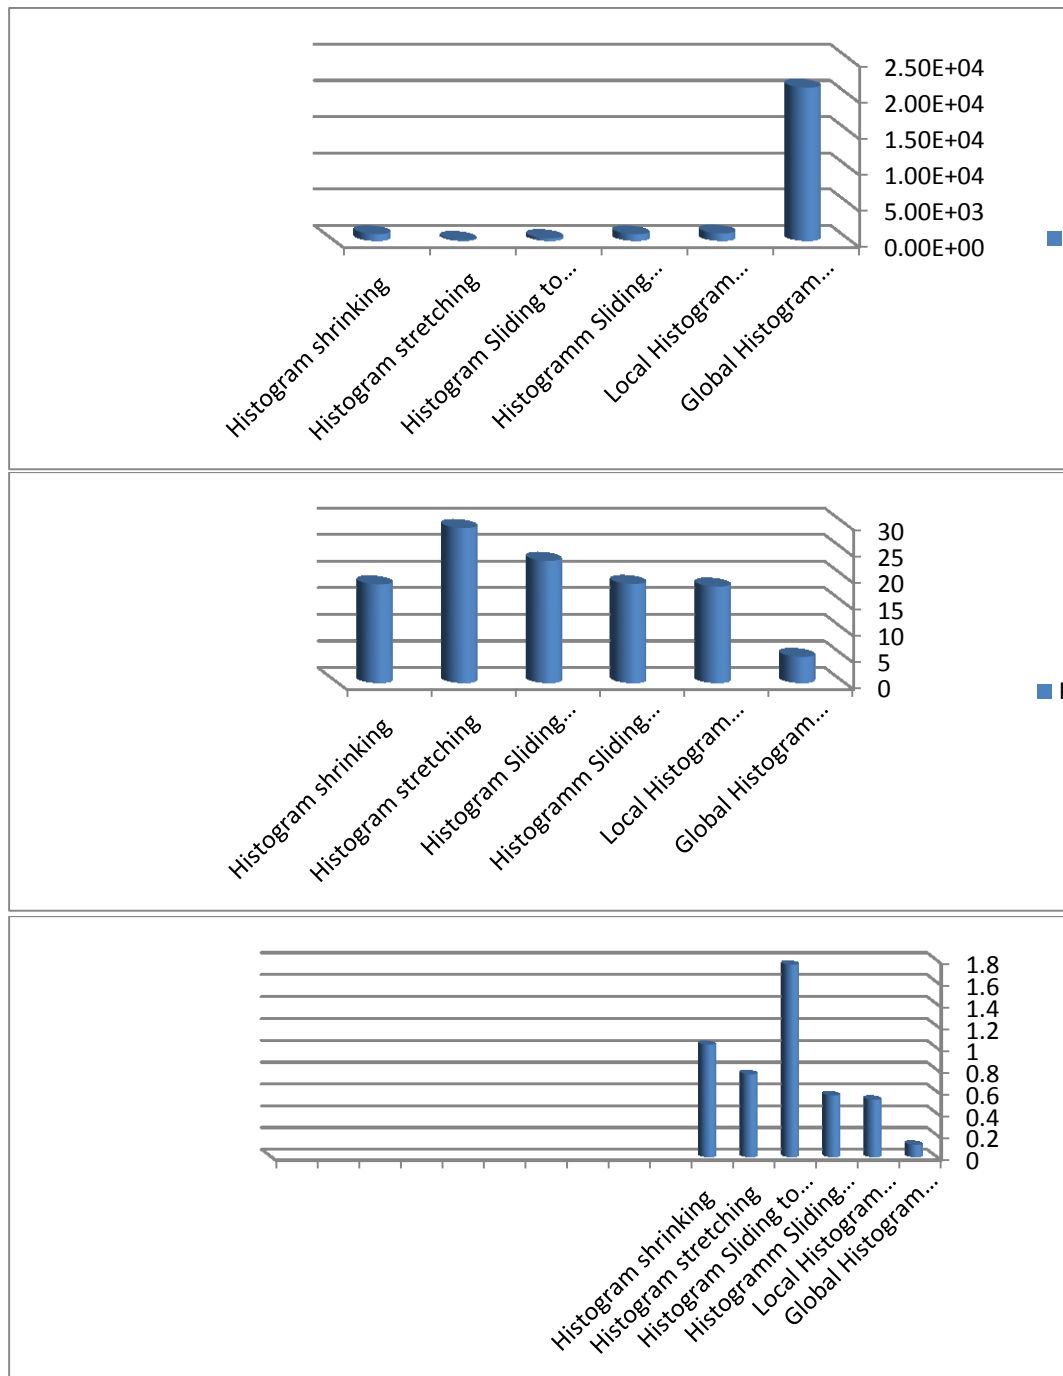 2.50E+04
2.00E+04
1.50E+04
1.00E+04
5.00E+03
0.00E+00
Histogram shrinking
Histogram stretching
Histogram Sliding to...
Histogramm Sliding...
Local Histogram...
Global Histogram...
30
25
20
15
10
5
0
Histogram shrinking
Histogram stretching
Histogram Sliding...
Histogramm Sliding...
Local Histogram...
Global Histogram...
1.8
1.6
1.4
1.2
1
0.8
0.6
0.4
0.2
0
Histogram shrinking
Histogram stretching
Histogram Sliding to...
Histogramm Sliding...
Local Histogram...
Global Histogram...